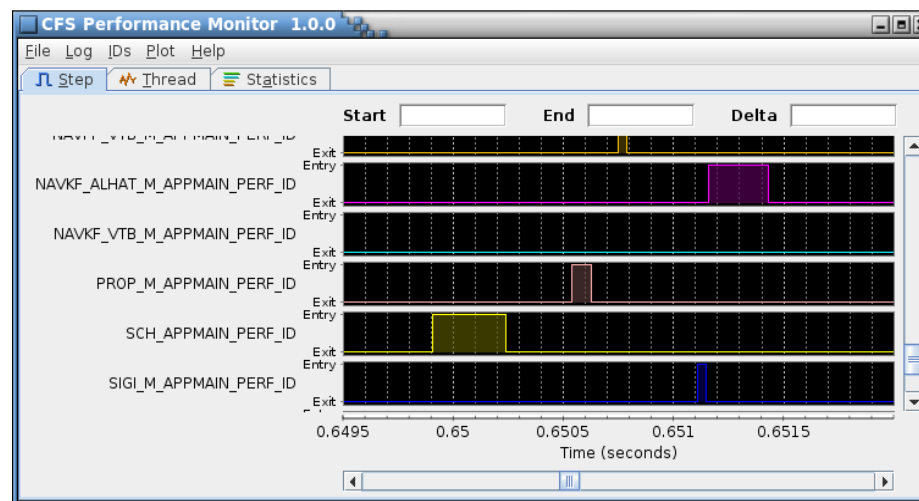 CFS Performance Monitor 1.0.0
File Log IDs Plot Help
Step Thread Statistics
Start End Delta
Exit
Entry
NAVKF_ALHAT_M_APPMAIN_PERF_ID
Exit
Entry
NAVKF_VTB_M_APPMAIN_PERF_ID
Exit
Entry
PROP_M_APPMAIN_PERF_ID
Exit
Entry
SCH_APPMAIN_PERF_ID
Exit
Entry
SIGI_M_APPMAIN_PERF_ID
Exit
0.6495 0.65 0.6505 0.651 0.6515
Time (seconds)